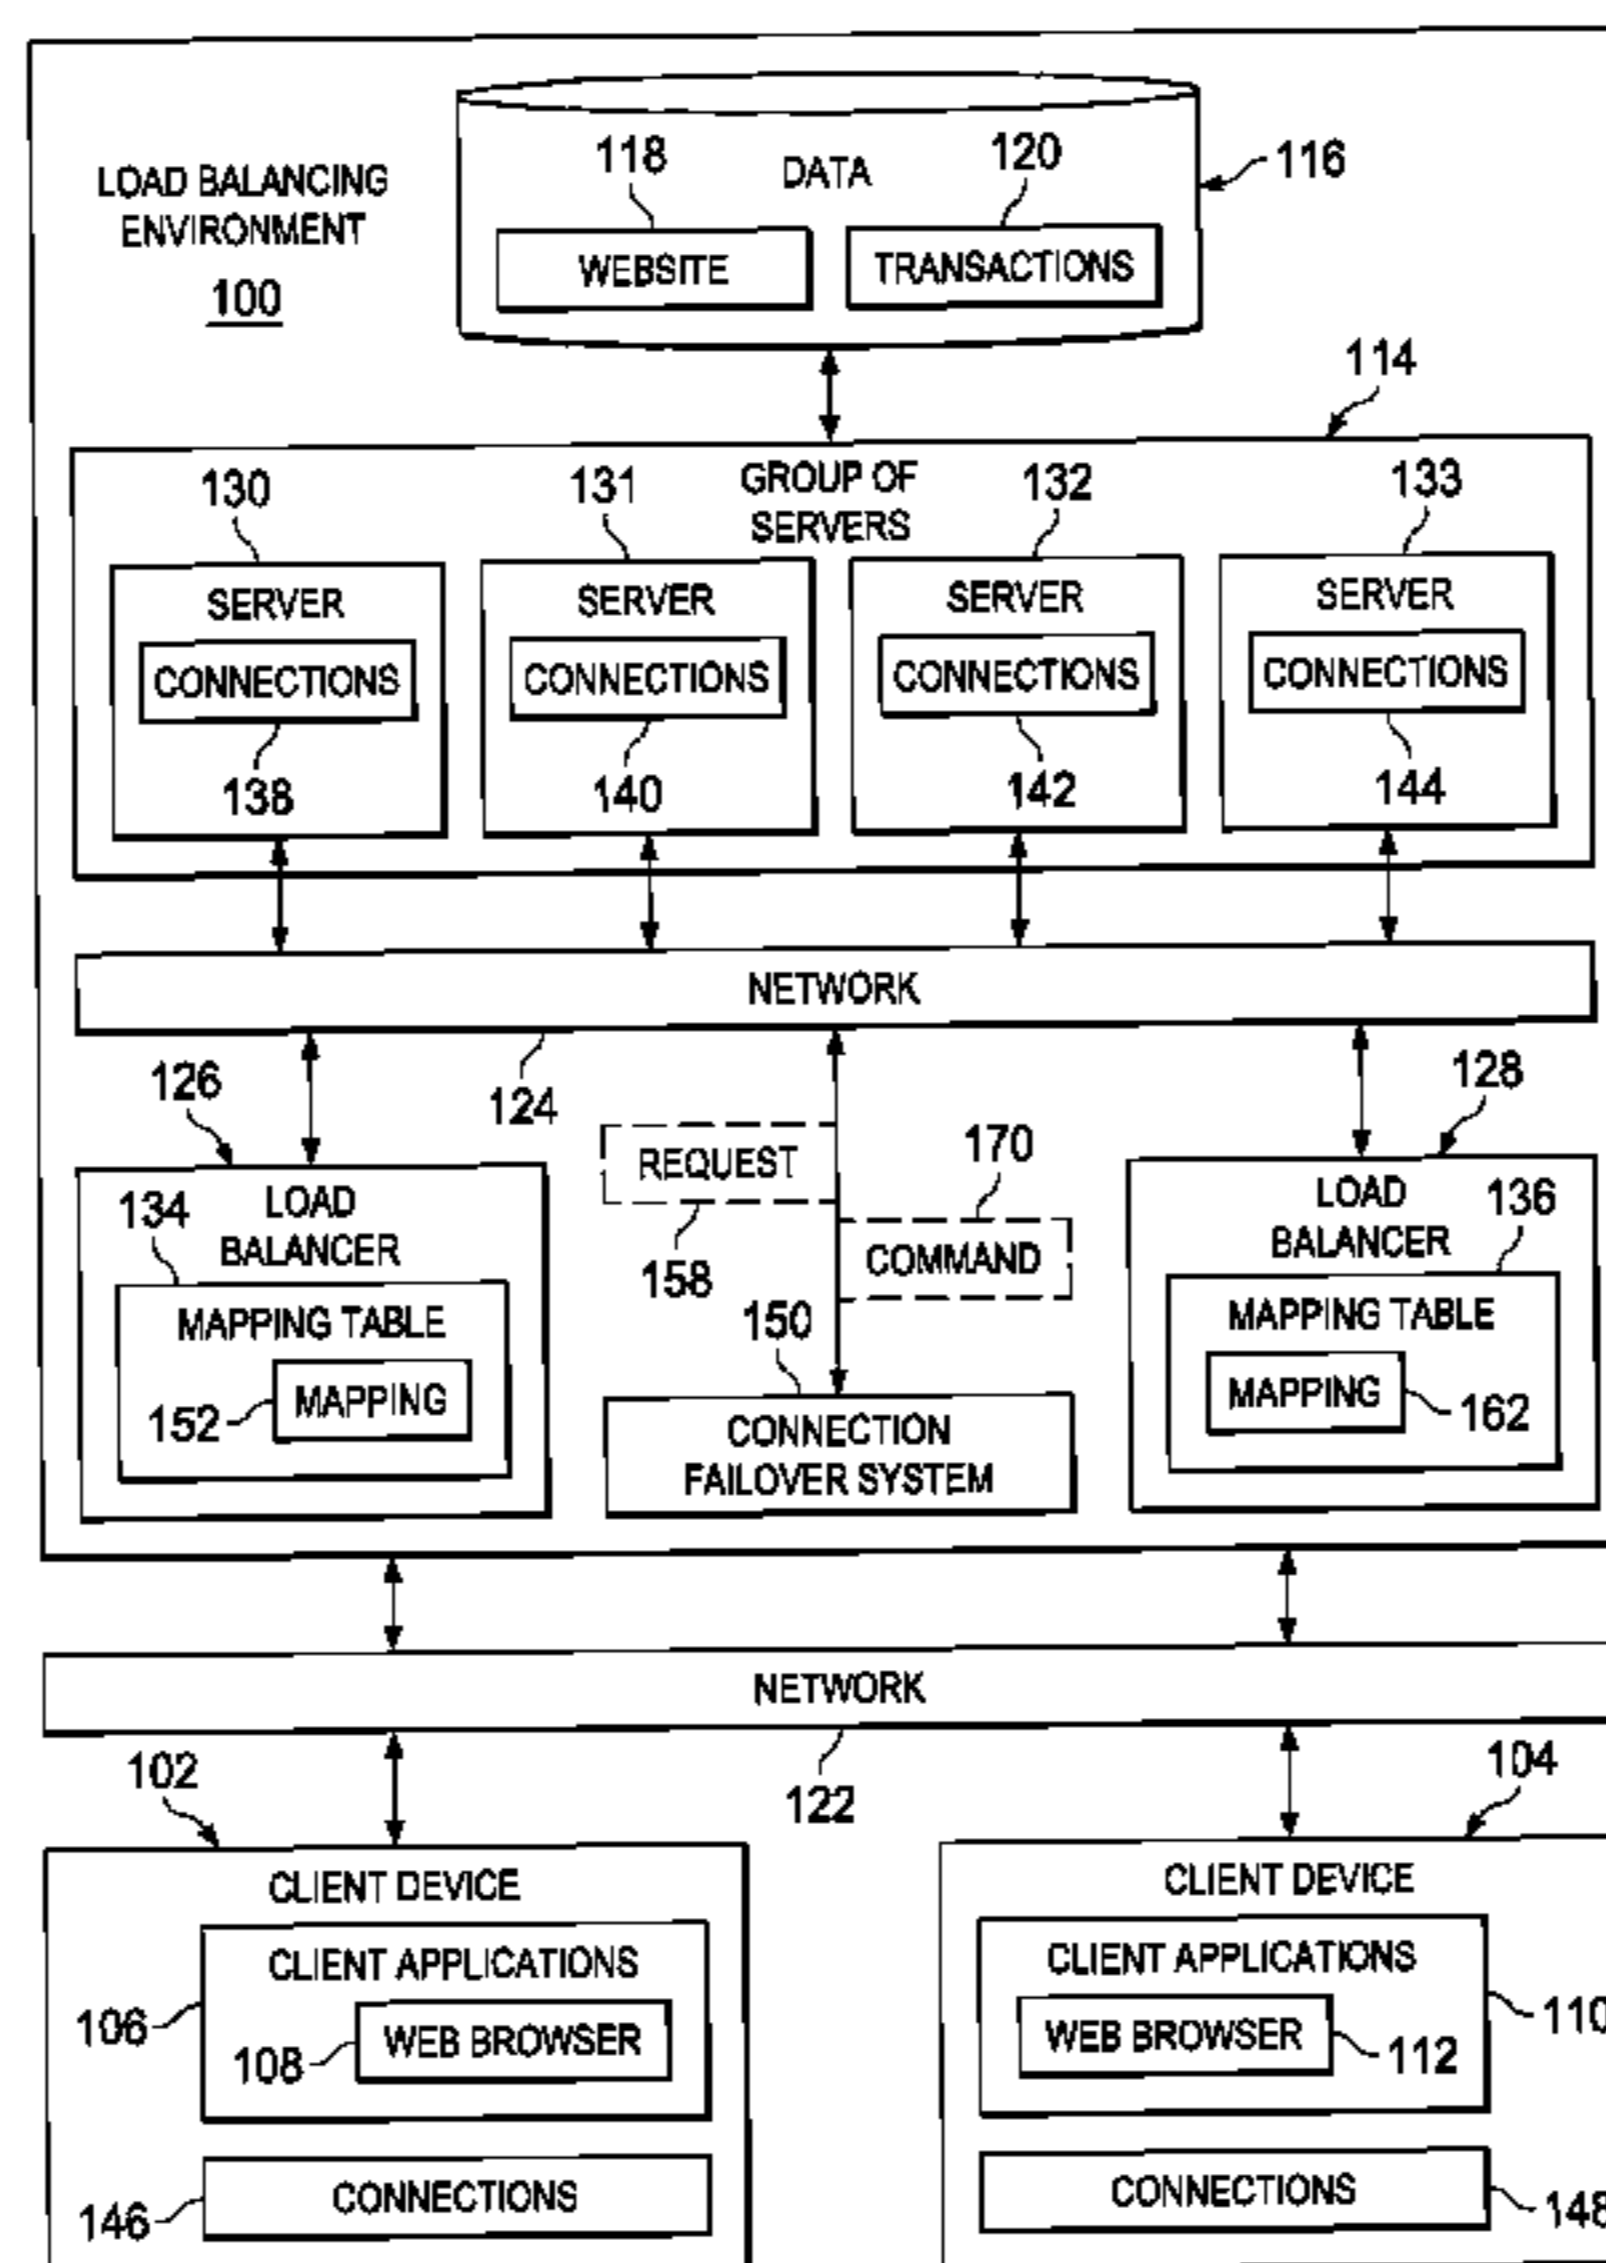 118
DATA
120
116
LOAD BALANCING
ENVIRONMENT
100
WEBSITE
TRANSACTIONS
114
130
131
GROUP OF
SERVERS
132
133
SERVER
SERVER
SERVER
SERVER
CONNECTIONS
CONNECTIONS
CONNECTIONS
CONNECTIONS
138
140
142
144
NETWORK
126
124
128
REQUEST
158
170
COMMAND
134
LOAD
BALANCER
MAPPING TABLE
152
MAPPING
150
CONNECTION
FAILOVER SYSTEM
LOAD
BALANCER
136
MAPPING TABLE
MAPPING
162
NETWORK
102
122
104
CLIENT DEVICE
CLIENT APPLICATIONS
106
108
WEB BROWSER
146
CONNECTIONS
CLIENT DEVICE
CLIENT APPLICATIONS
110
WEB BROWSER
112
CONNECTIONS
148